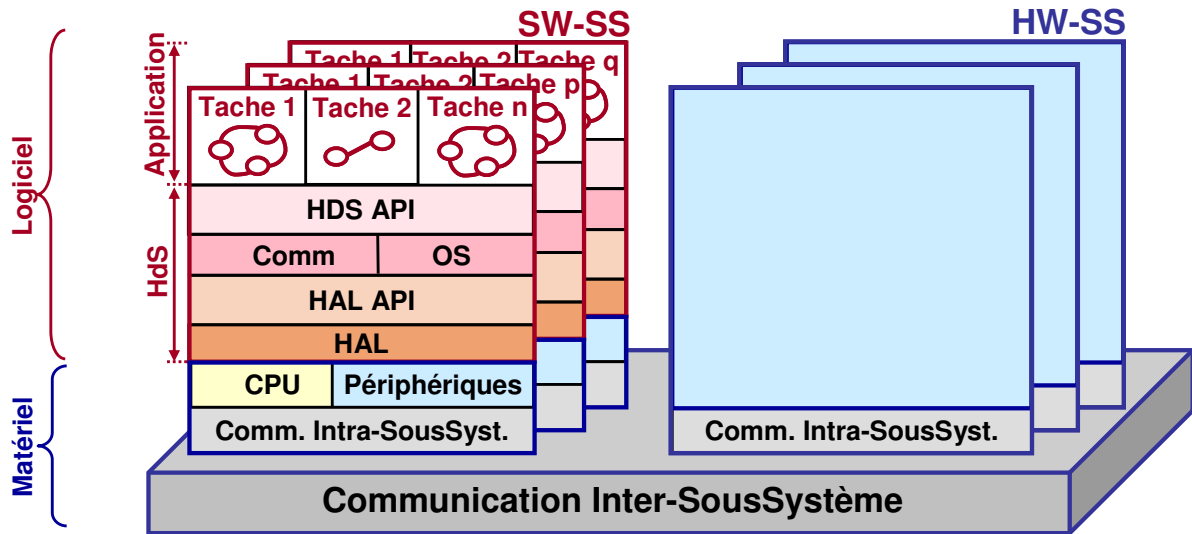 SW-SS
HW-SS
Tache 1 Tache 2 Tache q
Tache 1 Tache 2 Tache p
Tache 1 Tache 2 Tache n
Application
Logiciel
HDS API
Comm OS
HdS
HAL API
HAL
CPU Périphériques
Matériel
Comm. Intra-SousSyst.
Comm. Intra-SousSyst.
Communication Inter-SousSystème